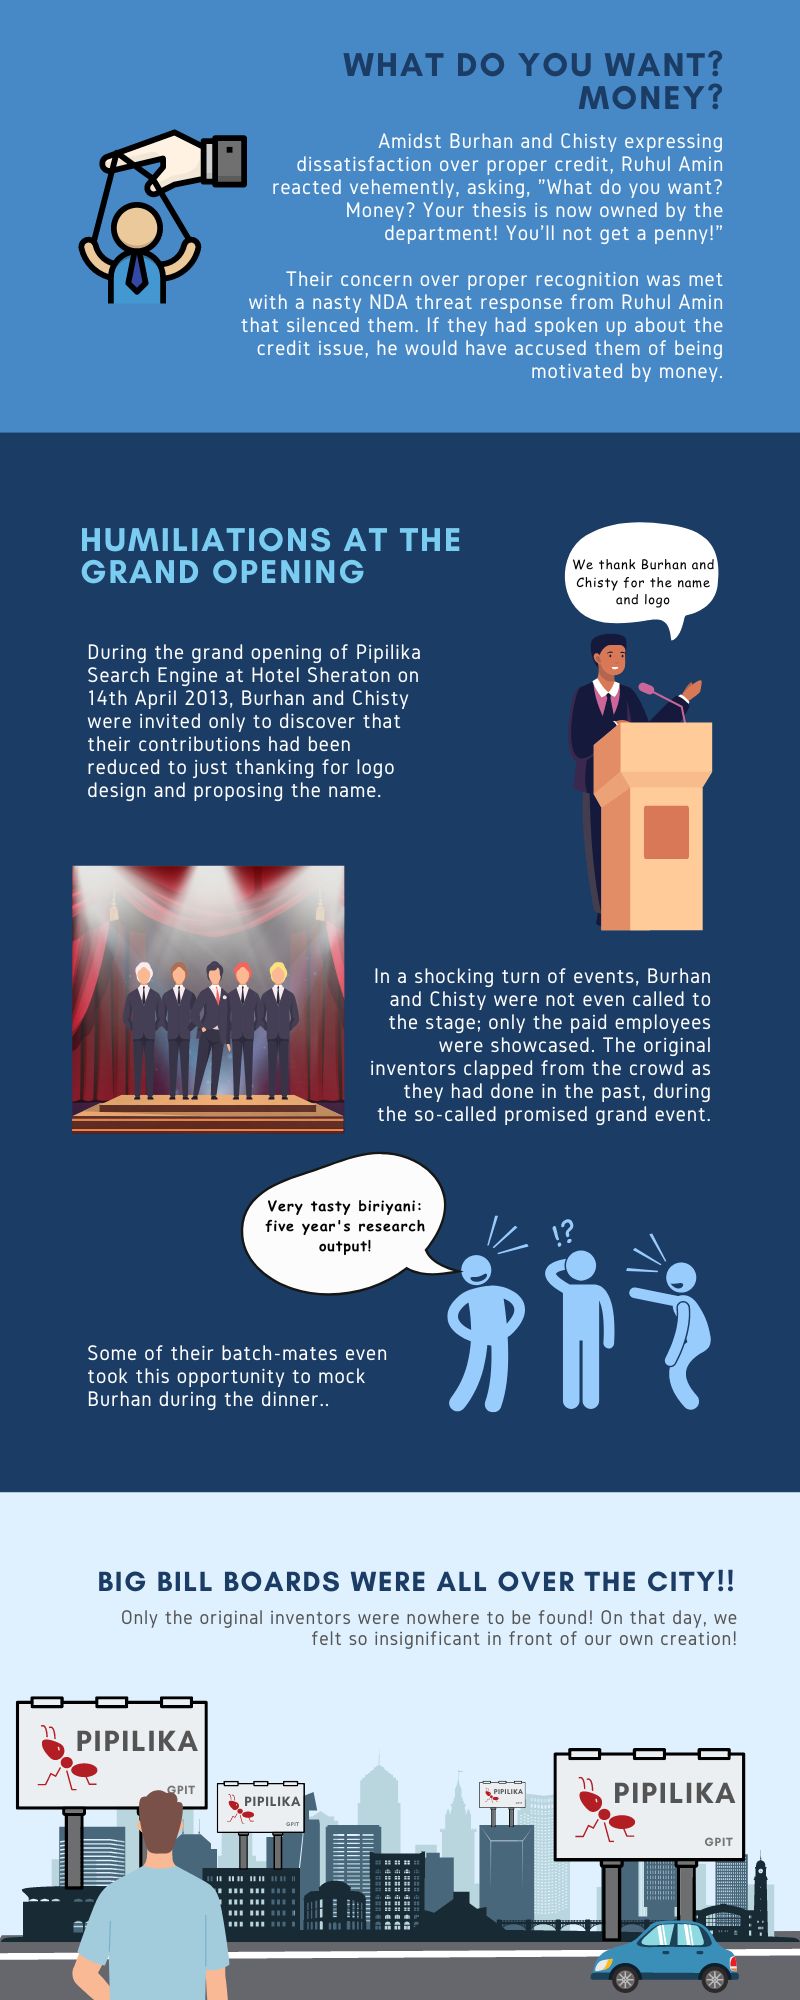 WHAT DO YOU WANT?
MONEY?
Amidst Burhan and Chisty expressing
dissatisfaction over proper credit, Ruhul Amin
reacted vehemently, asking, ”What do you want?
Money? Your thesis is now owned by the
department! You’ll not get a penny!”
Their concern over proper recognition was met
with a nasty NDA threat response from Ruhul Amin
that silenced them. If they had spoken up about the
credit issue, he would have accused them of being
motivated by money.
HUMILIATIONS AT THE
GRAND OPENING
We thank Burhan and
Chisty for the name
and logo
During the grand opening of Pipilika
Search Engine at Hotel Sheraton on
14th April 2013, Burhan and Chisty
were invited only to discover that
their contributions had been
reduced to just thanking for logo
design and proposing the name.
In a shocking turn of events, Burhan
and Chisty were not even called to
the stage; only the paid employees
were showcased. The original
inventors clapped from the crowd as
they had done in the past, during
the so-called promised grand event.
Very tasty biriyani:
five year's research
output!
!?
Some of their batch-mates even
took this opportunity to mock
Burhan during the dinner..
BIG BILL BOARDS WERE ALL OVER THE CITY!!
Only the original inventors were nowhere to be found! On that day, we
felt so insignificant in front of our own creation!
PIPILIKA
GPIT
PIPILIKA
GPIT
PIPILIKA
GPIT
PIPILIKA
GPIT